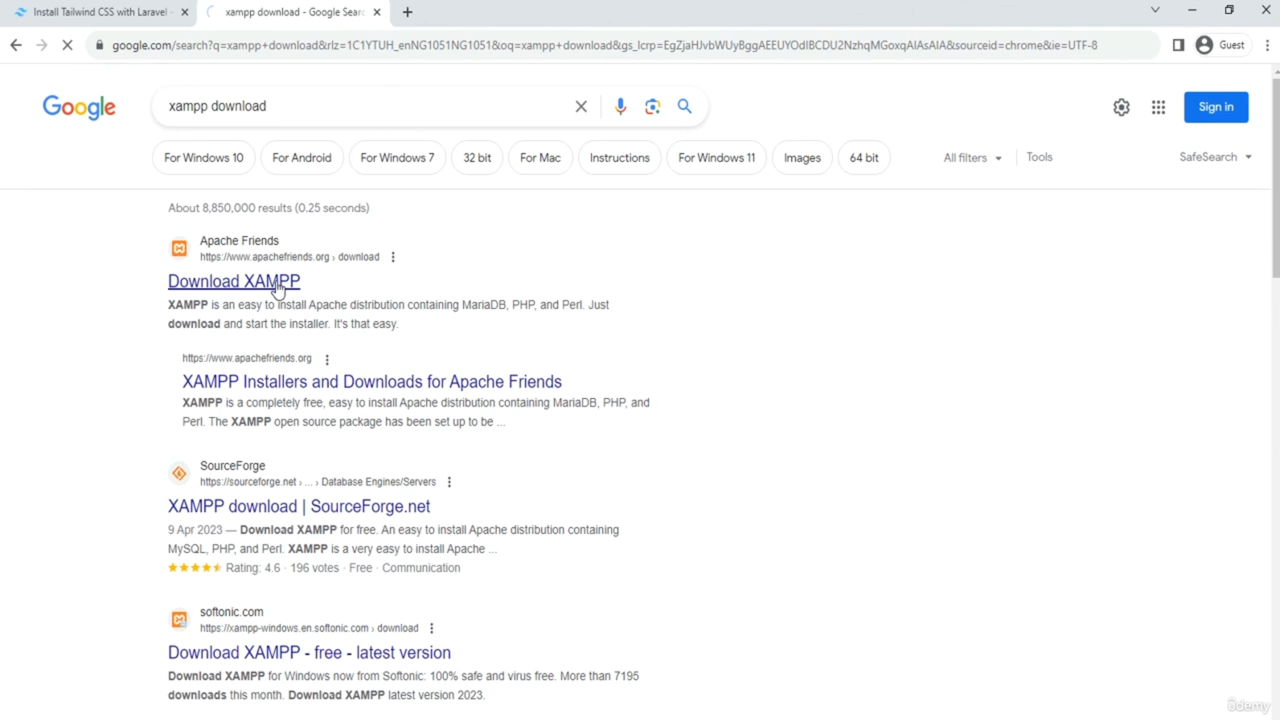 Install Tailwind CSS with Laravel
xampp download - Google Sear
google.com/search?q=xampp+download&rlz=1C1YTUH_enNG1051NG1051&oq=xampp+download&gs_lcrp=EgZjaHJvbWUyBggAEEUYOdIBCDU2NzhqMGoxqAIAsAIA&sourceid=chrome&ie=UTF-8
Guest
Google
xampp download
Sign in
For Windows 10
For Android
For Windows 7
32 bit
For Mac
Instructions
For Windows 11
Images
64 bit
All filters
Tools
SafeSearch
About 8,850,000 results (0.25 seconds)
Apache Friends
https://www.apachefriends.org › download
Download XAMPP
XAMPP is an easy to install Apache distribution containing MariaDB, PHP, and Perl. Just
download and start the installer. It's that easy.
https://www.apachefriends.org
XAMPP Installers and Downloads for Apache Friends
XAMPP is a completely free, easy to install Apache distribution containing MariaDB, PHP, and
Perl. The XAMPP open source package has been set up to be ...
SourceForge
https://sourceforge.net › ... › Database Engines/Servers
XAMPP download | SourceForge.net
9 Apr 2023 — Download XAMPP for free. An easy to install Apache distribution containing
MySQL, PHP, and Perl. XAMPP is a very easy to install Apache ...
Rating: 4.6 · 196 votes · Free · Communication
softonic.com
https://xampp-windows.en.softonic.com › download
Download XAMPP - free - latest version
Download XAMPP for Windows now from Softonic: 100% safe and virus free. More than 7195
downloads this month. Download XAMPP latest version 2023.
ûdemy